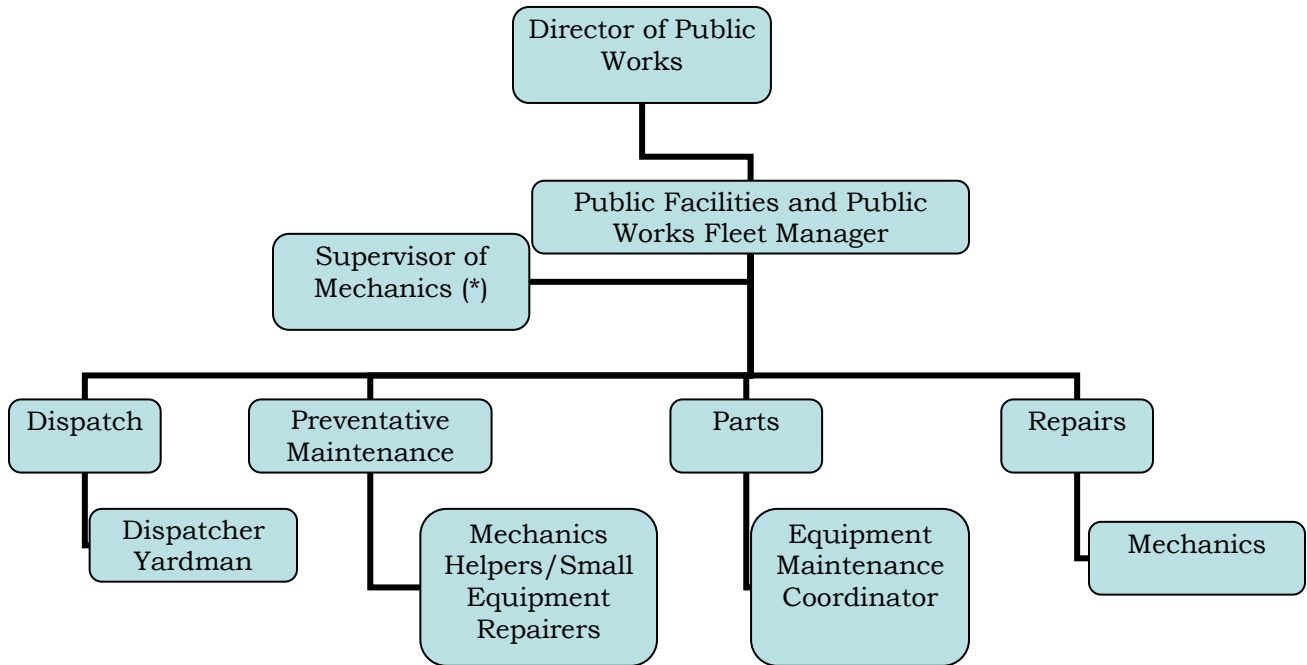 Director of Public
Works
Public Facilities and Public
Works Fleet Manager
Supervisor of
Mechanics (*)
Dispatch
Preventative
Maintenance
Parts
Repairs
Dispatcher
Yardman
Mechanics
Helpers/Small
Equipment
Repairers
Equipment
Maintenance
Coordinator
Mechanics